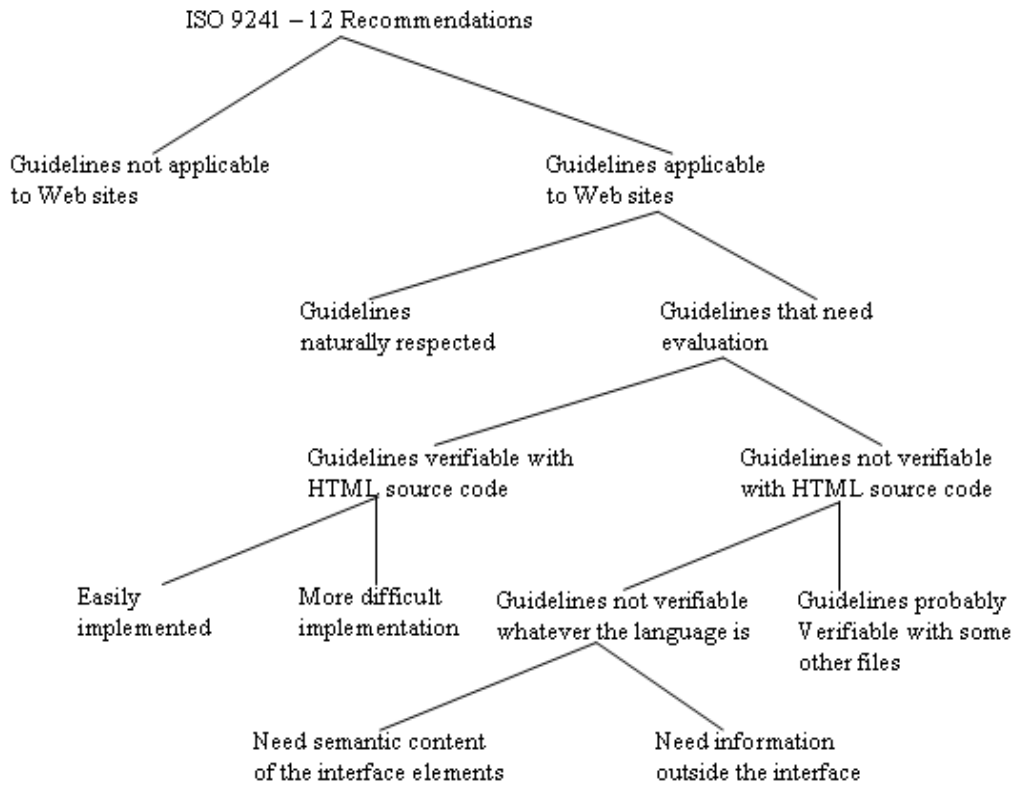 ISO 9241 – 12 Recommendations
Guidelines not applicable
to Web sites
Guidelines applicable
to Web sites
Guidelines
naturally respected
Guidelines that need
evaluation
Guidelines verifiable with
HTML source code
Guidelines not verifiable
with HTML source code
Easily
implemented
More difficult
implementation
Guidelines not verifiable
whatever the language is
Guidelines probably
Verifiable with some
other files
Need semantic content
of the interface elements
Need information
outside the interface